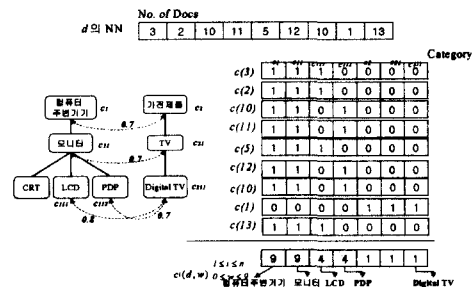 No. of Docs
d 의 NN 3 2 10 11 5 12 10 1 13
Category
c(3) 1 1 1 0 0 0 0
c(2) 1 1 1 0 0 0 0
c(10) 1 1 0 1 0 0 0
c(11) 1 1 0 1 0 0 0
c(5) 1 1 1 0 0 0 0
c(12) 1 1 0 1 0 0 0
c(10) 1 1 0 1 0 0 0
c(1) 0 0 0 0 1 1 1
c(13) 1 1 1 0 0 0 0
9 9 4 4 1 1 1
1 ≤ i ≤ n
ci(d, w) 0 ≤ w ≤ 9
컴퓨터주변기기 모니터 LCD PDP Digital TV
컴퓨터
주변기기 c1 가전제품 c1
0.7
모니터 c11 TV
0.7
CRT LCD PDP Digital TV
0.8 0.7